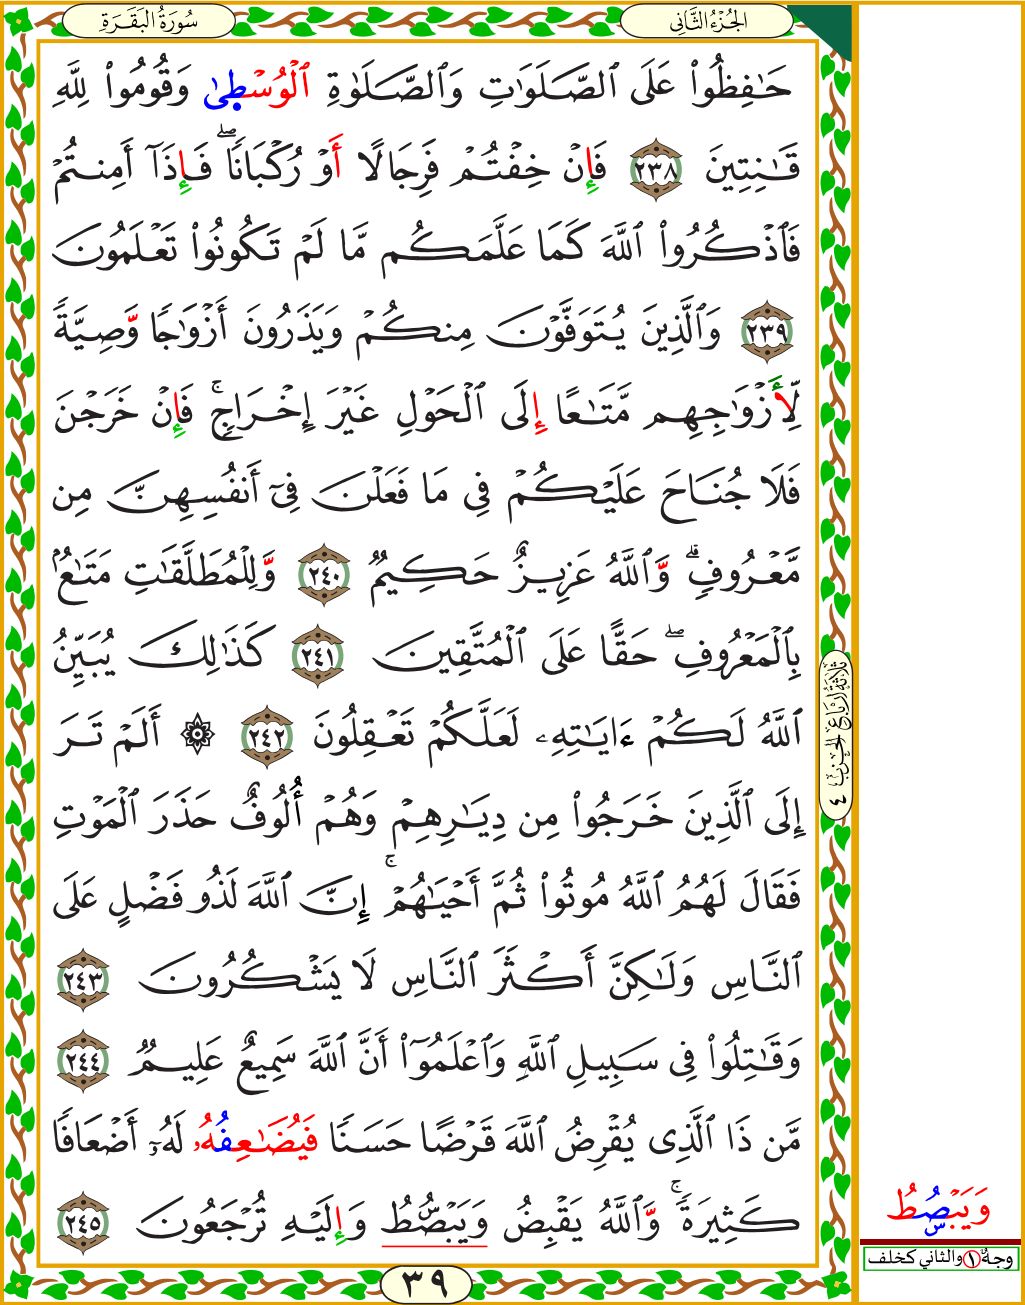 سُورَةُ البَقَرَةِ
الجُزْءُ الثَّانِي
حَٰفِظُوا۟ عَلَى ٱلصَّلَوَٰتِ وَٱلصَّلَوٰةِ ٱلْوُسْطِىٰ وَقُومُوا۟ لِلَّهِ
قَٰنِتِينَ ٢٣٨ فَإِنْ خِفْتُمْ فَرِجَالًا أَوْ رُكْبَانًا ۖ فَإِذَآ أَمِنتُمْ
فَٱذْكُرُوا۟ ٱللَّهَ كَمَا عَلَّمَكُم مَّا لَمْ تَكُونُوا۟ تَعْلَمُونَ
٢٣٩ وَٱلَّذِينَ يُتَوَفَّوْنَ مِنكُمْ وَيَذَرُونَ أَزْوَٰجًا وَّصِيَّةً
لِّأَزْوَٰجِهِم مَّتَٰعًا إِلَى ٱلْحَوْلِ غَيْرَ إِخْرَاجٍ ۚ فَإِنْ خَرَجْنَ
فَلَا جُنَاحَ عَلَيْكُمْ فِي مَا فَعَلْنَ فِىٓ أَنفُسِهِنَّ مِن
مَّعْرُوفٍ ۗ وَّٱللَّهُ عَزِيزٌ حَكِيمٌ ٢٤٠ وَّلِلْمُطَلَّقَٰتِ مَتَٰعٌۢ
بِٱلْمَعْرُوفِ ۖ حَقًّا عَلَى ٱلْمُتَّقِينَ ٢٤١ كَذَٰلِكَ يُبَيِّنُ
ٱللَّهُ لَكُمْ ءَايَٰتِهِۦ لَعَلَّكُمْ تَعْقِلُونَ ٢٤٢ ۞ أَلَمْ تَرَ
إِلَى ٱلَّذِينَ خَرَجُوا۟ مِن دِيَٰرِهِمْ وَهُمْ أُلُوفٌ حَذَرَ ٱلْمَوْتِ
فَقَالَ لَهُمُ ٱللَّهُ مُوتُوا۟ ثُمَّ أَحْيَٰهُمْ ۚ إِنَّ ٱللَّهَ لَذُو فَضْلٍ عَلَى
ٱلنَّاسِ وَلَٰكِنَّ أَكْثَرَ ٱلنَّاسِ لَا يَشْكُرُونَ ٢٤٣
وَقَٰتِلُوا۟ فِى سَبِيلِ ٱللَّهِ وَٱعْلَمُوٓا۟ أَنَّ ٱللَّهَ سَمِيعٌ عَلِيمٌ ٢٤٤
مَّن ذَا ٱلَّذِى يُقْرِضُ ٱللَّهَ قَرْضًا حَسَنًا فَيُضَٰعِفُهُۥ لَهُۥٓ أَضْعَافًا
كَثِيرَةً ۚ وَّٱللَّهُ يَقْبِضُ وَيَبْصُۜطُ وَإِلَيْهِ تُرْجَعُونَ ٢٤٥
ثلاثة أرباع الحزب ٤
وَيَبْصُۜطُ
وجهٌ ١ والثاني كخلف
٣٩